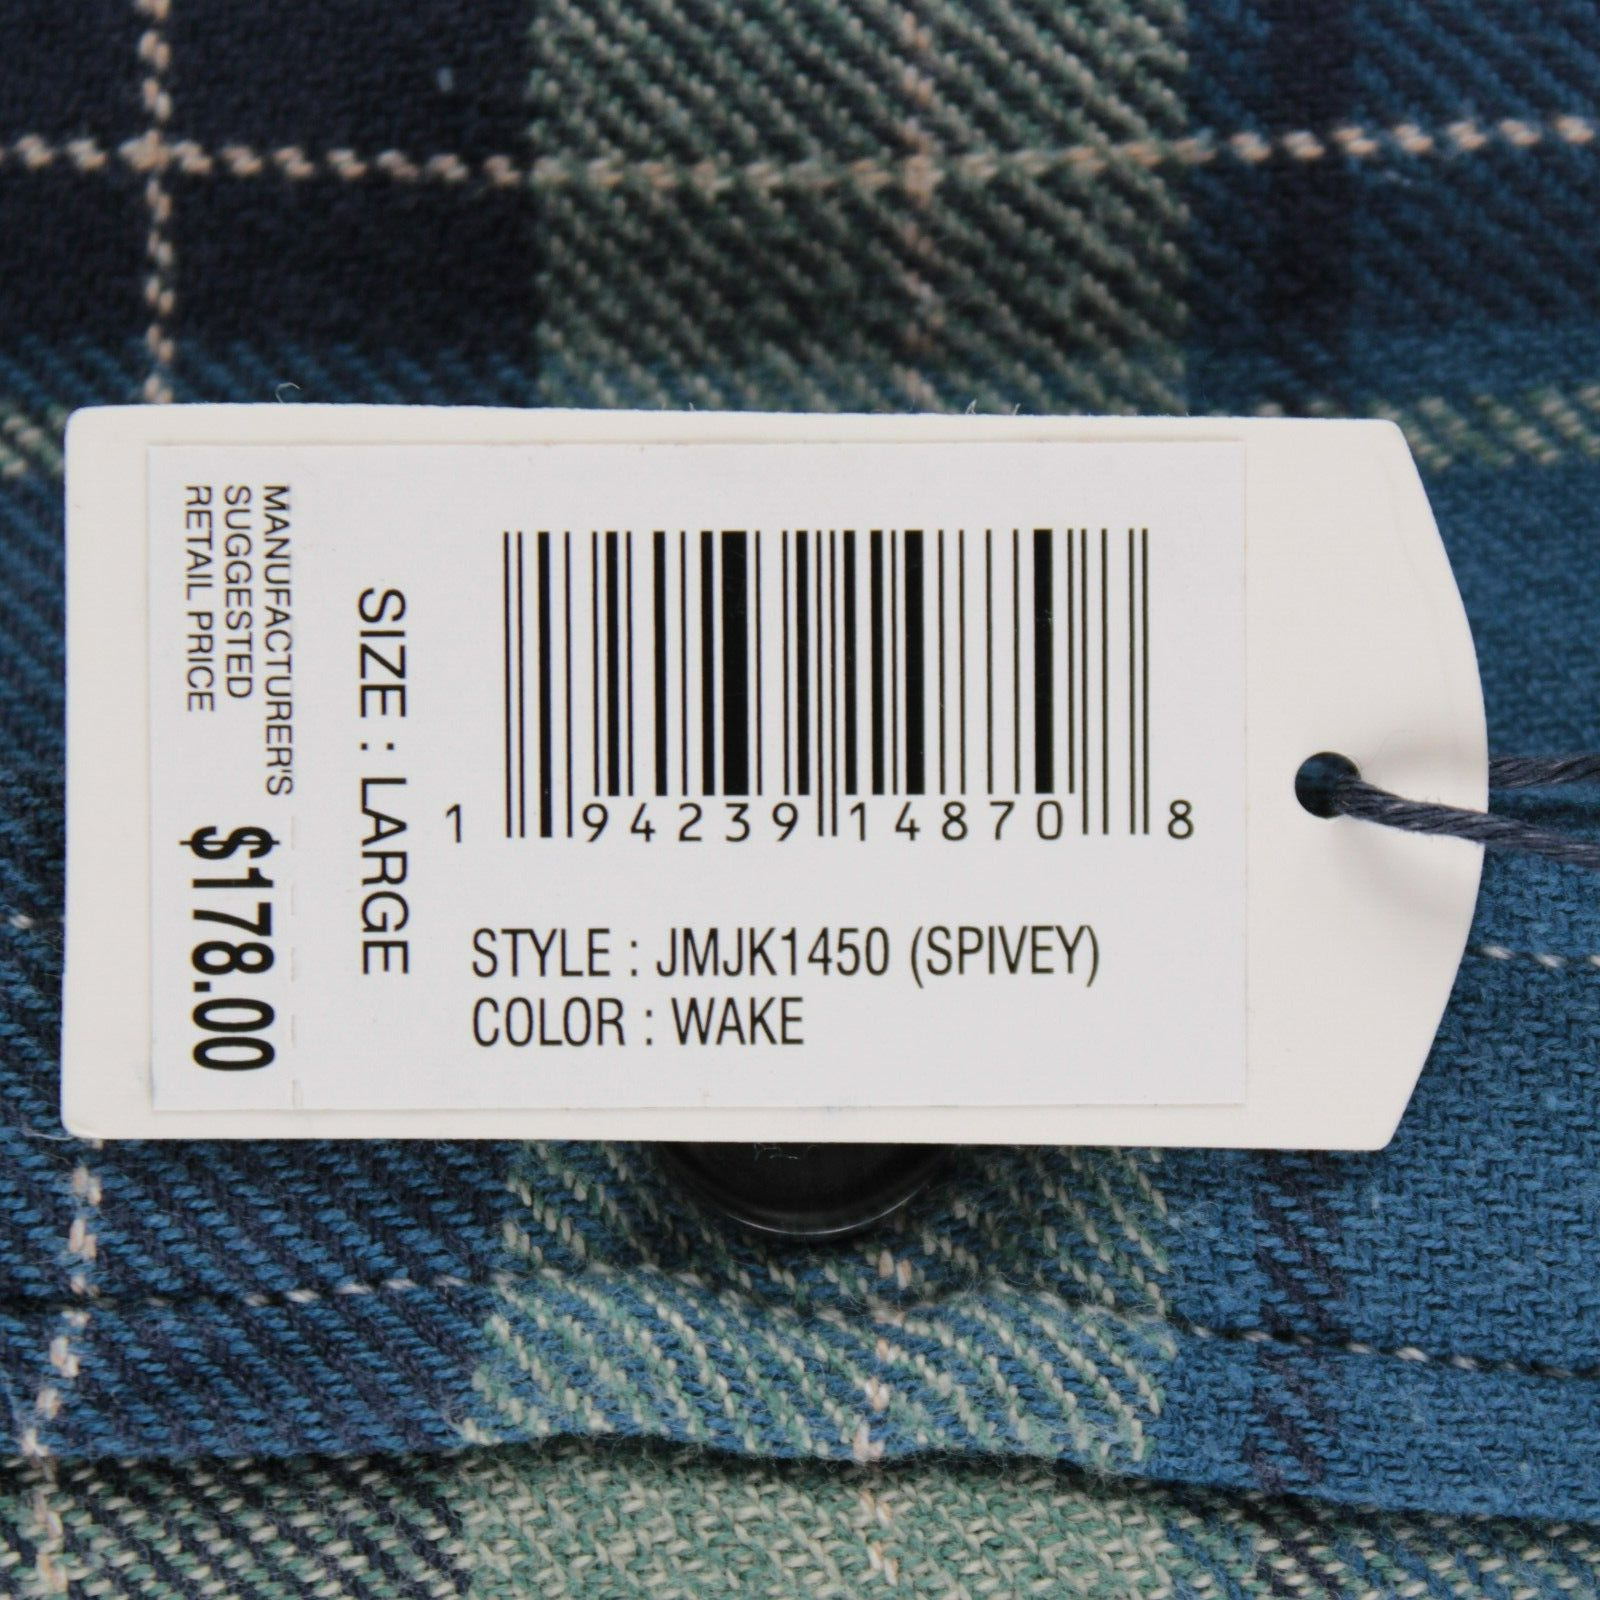 MANUFACTURER'S
SUGGESTED
RETAIL PRICE
$178.00
SIZE : LARGE
1 94239 14870 8
STYLE : JMJK1450 (SPIVEY)
COLOR : WAKE